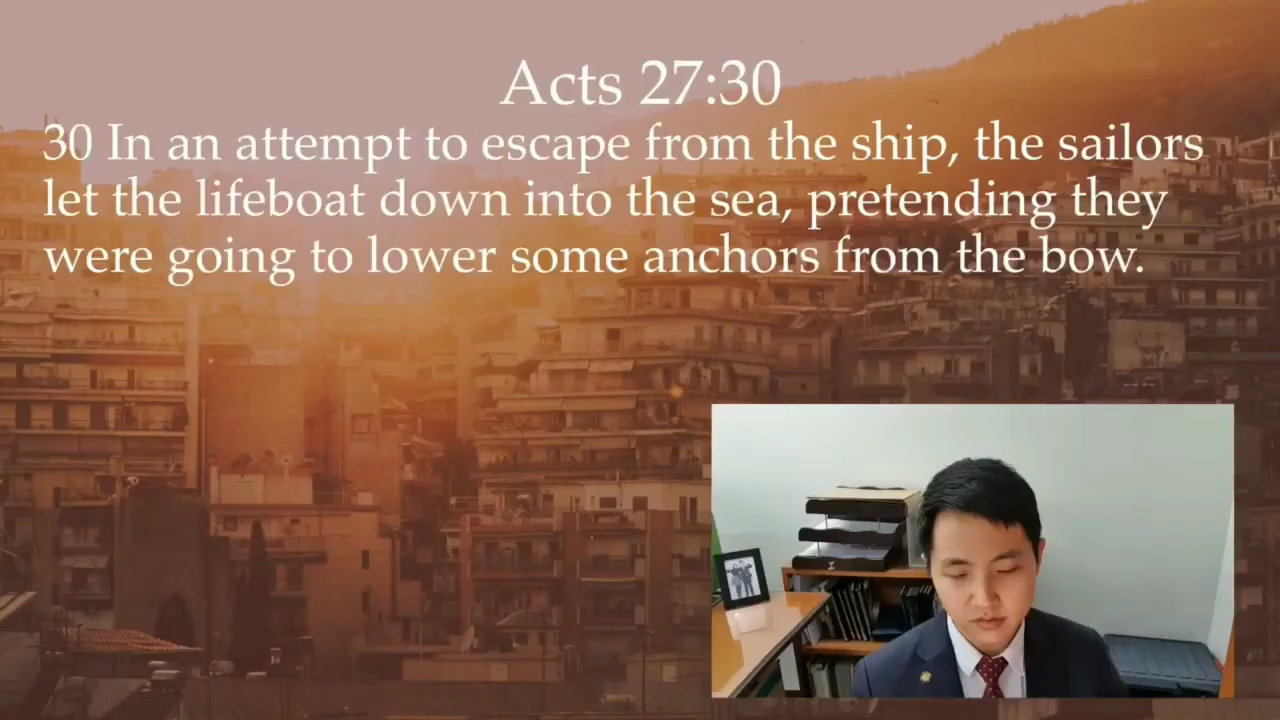 Acts 27:30
30 In an attempt to escape from the ship, the sailors
let the lifeboat down into the sea, pretending they
were going to lower some anchors from the bow.